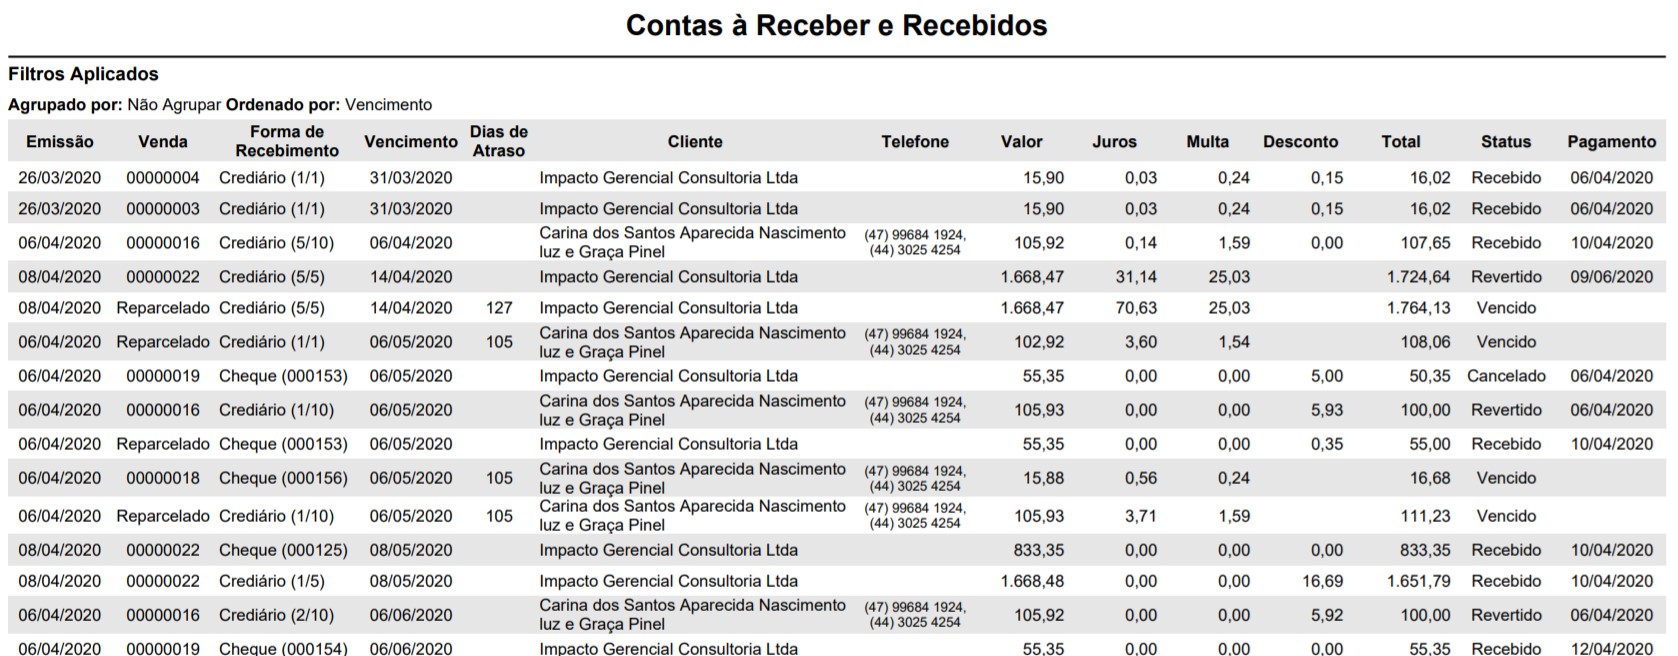 Contas à Receber e Recebidos
Filtros Aplicados
Agrupado por: Não Agrupar Ordenado por: Vencimento
Emissão Venda Forma de Recebimento Vencimento Dias de Atraso Cliente Telefone Valor Juros Multa Desconto Total Status Pagamento
26/03/2020 00000004 Crediário (1/1) 31/03/2020 Impacto Gerencial Consultoria Ltda 15,90 0,03 0,24 0,15 16,02 Recebido 06/04/2020
26/03/2020 00000003 Crediário (1/1) 31/03/2020 Impacto Gerencial Consultoria Ltda 15,90 0,03 0,24 0,15 16,02 Recebido 06/04/2020
06/04/2020 00000016 Crediário (5/10) 06/04/2020 Carina dos Santos Aparecida Nascimento luz e Graça Pinel (47) 99684 1924, (44) 3025 4254 105,92 0,14 1,59 0,00 107,65 Recebido 10/04/2020
08/04/2020 00000022 Crediário (5/5) 14/04/2020 Impacto Gerencial Consultoria Ltda 1.668,47 31,14 25,03 1.724,64 Revertido 09/06/2020
08/04/2020 Reparcelado Crediário (5/5) 14/04/2020 127 Impacto Gerencial Consultoria Ltda 1.668,47 70,63 25,03 1.764,13 Vencido
06/04/2020 Reparcelado Crediário (1/1) 06/05/2020 105 Carina dos Santos Aparecida Nascimento luz e Graça Pinel (47) 99684 1924, (44) 3025 4254 102,92 3,60 1,54 108,06 Vencido
06/04/2020 00000019 Cheque (000153) 06/05/2020 Impacto Gerencial Consultoria Ltda 55,35 0,00 0,00 5,00 50,35 Cancelado 06/04/2020
06/04/2020 00000016 Crediário (1/10) 06/05/2020 Carina dos Santos Aparecida Nascimento luz e Graça Pinel (47) 99684 1924, (44) 3025 4254 105,93 0,00 0,00 5,93 100,00 Revertido 06/04/2020
06/04/2020 Reparcelado Cheque (000153) 06/05/2020 Impacto Gerencial Consultoria Ltda 55,35 0,00 0,00 0,35 55,00 Recebido 10/04/2020
06/04/2020 00000018 Cheque (000156) 06/05/2020 105 Carina dos Santos Aparecida Nascimento luz e Graça Pinel (47) 99684 1924, (44) 3025 4254 15,88 0,56 0,24 16,68 Vencido
06/04/2020 Reparcelado Crediário (1/10) 06/05/2020 105 Carina dos Santos Aparecida Nascimento luz e Graça Pinel (47) 99684 1924, (44) 3025 4254 105,93 3,71 1,59 111,23 Vencido
08/04/2020 00000022 Cheque (000125) 08/05/2020 Impacto Gerencial Consultoria Ltda 833,35 0,00 0,00 0,00 833,35 Recebido 10/04/2020
08/04/2020 00000022 Crediário (1/5) 08/05/2020 Impacto Gerencial Consultoria Ltda 1.668,48 0,00 0,00 16,69 1.651,79 Recebido 10/04/2020
06/04/2020 00000016 Crediário (2/10) 06/06/2020 Carina dos Santos Aparecida Nascimento luz e Graça Pinel (47) 99684 1924, (44) 3025 4254 105,92 0,00 0,00 5,92 100,00 Revertido 06/04/2020
06/04/2020 00000019 Cheque (000154) 06/06/2020 Impacto Gerencial Consultoria Ltda 55,35 0,00 0,00 0,00 55,35 Recebido 12/04/2020